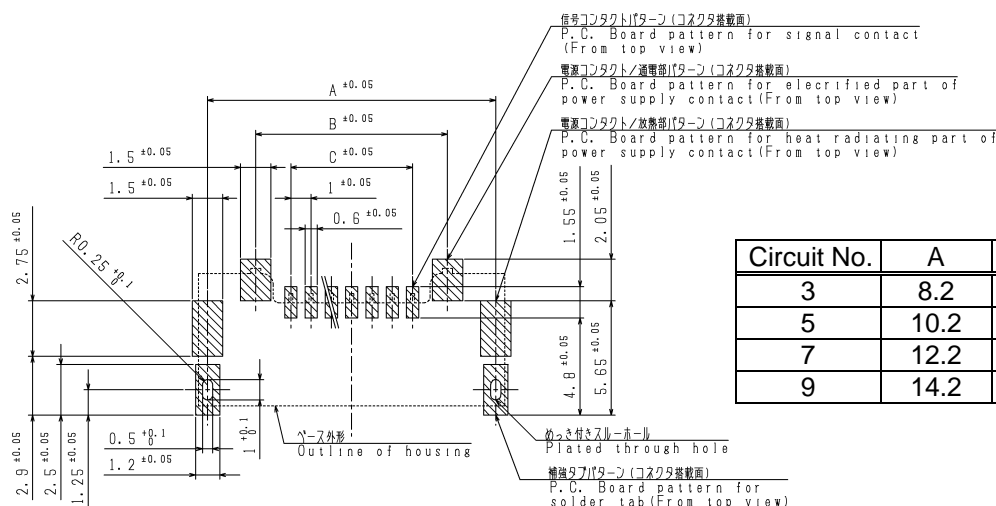 信号コンタクトパターン(コネクタ搭載面)
P.C. Board pattern for signal contact
(From top view)
電源コンタクト/通電部パターン(コネクタ搭載面)
P.C. Board pattern for elecrified part of
power supply contact(From top view)
電源コンタクト/放熱部パターン(コネクタ搭載面)
P.C. Board pattern for heat radiating part of
power supply contact(From top view)
A ±0.05
B ±0.05
1.5 ±0.05
C ±0.05
1.5 ±0.05
1 ±0.05
0.6 ±0.05
1.55 ±0.05
2.05 ±0.05
2.75 ±0.05
R0.25 +0.1 0
4.8 ±0.05
5.65 ±0.05
2.9 ±0.05
2.5 ±0.05
1.25 ±0.05
0.5 +0.1 0
1.2 ±0.05
1 +0.1 0
ベース外形
Outline of housing
めっき付きスルーホール
Plated through hole
補強タブパターン(コネクタ搭載面)
P.C. Board pattern for
solder tab(From top view)
Circuit No. A
3 8.2
5 10.2
7 12.2
9 14.2